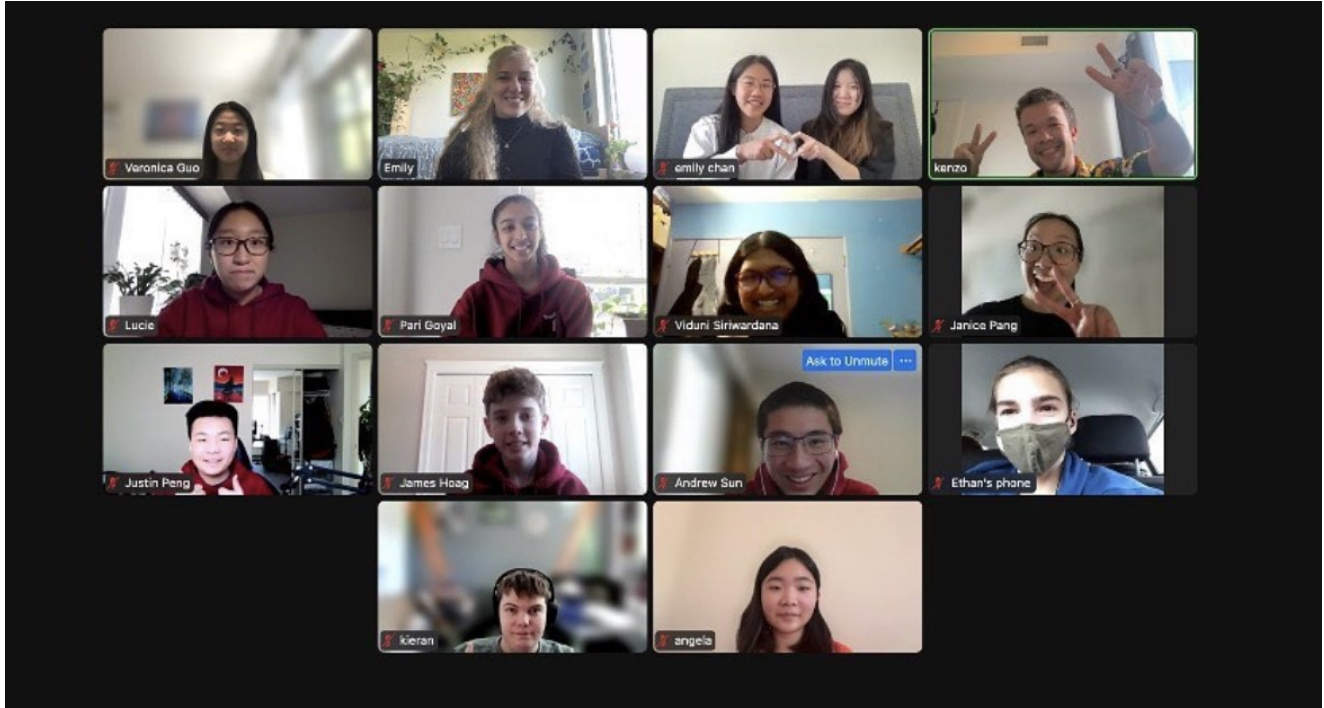 Veronica Guo
Emily
emily chan
kenzo
Lucie
Pari Goyal
Viduni Siriwardana
Janice Pang
Ask to Unmute
Justin Peng
James Hoag
Andrew Sun
Ethan's phone
kieran
angela